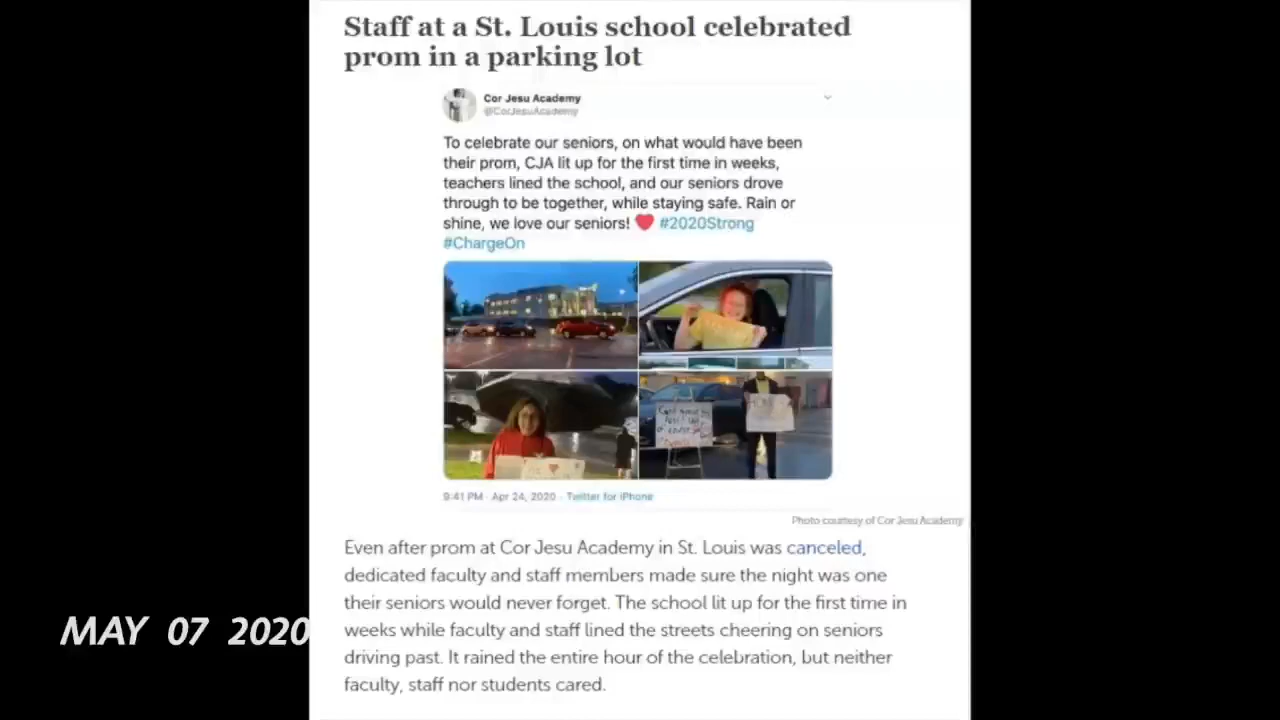 Staff at a St. Louis school celebrated
prom in a parking lot
Cor Jesu Academy
@CorJesuAcademy
To celebrate our seniors, on what would have been
their prom, CJA lit up for the first time in weeks,
teachers lined the school, and our seniors drove
through to be together, while staying safe. Rain or
shine, we love our seniors! ❤️ #2020Strong
#ChargeOn
9:41 PM · Apr 24, 2020 · Twitter for iPhone
Photo courtesy of Cor Jesu Academy
Even after prom at Cor Jesu Academy in St. Louis was canceled,
dedicated faculty and staff members made sure the night was one
their seniors would never forget. The school lit up for the first time in
weeks while faculty and staff lined the streets cheering on seniors
driving past. It rained the entire hour of the celebration, but neither
faculty, staff nor students cared.
MAY 07 2020